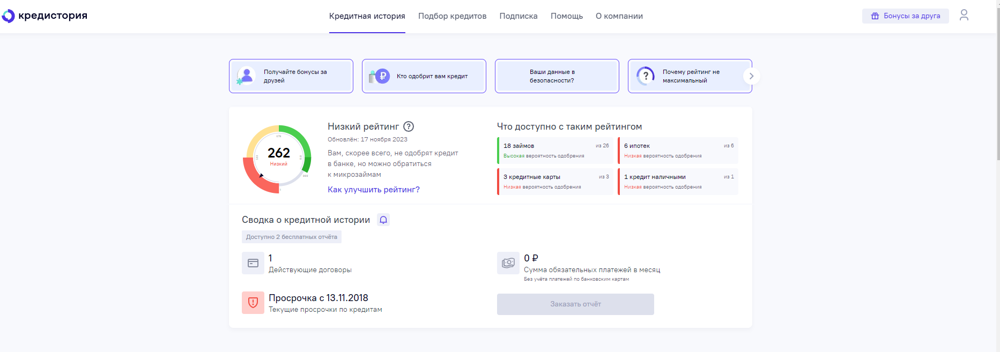 кредистория
Кредитная история
Подбор кредитов
Подписка
Помощь
О компании
Бонусы за друга
Получайте бонусы за
друзей
Кто одобрит вам кредит
Ваши данные в
безопасности?
Почему рейтинг не
максимальный
262
Низкий
Низкий рейтинг
Обновлён: 17 ноября 2023
Вам, скорее всего, не одобрят кредит
в банке, но можно обратиться
к микрозаймам
Как улучшить рейтинг?
Что доступно с таким рейтингом
18 займов из 26
Высокая вероятность одобрения
6 ипотек из 6
Низкая вероятность одобрения
3 кредитные карты из 3
Низкая вероятность одобрения
1 кредит наличными из 1
Низкая вероятность одобрения
Сводка о кредитной истории
Доступно 2 бесплатных отчёта
1
Действующие договоры
0 ₽
Сумма обязательных платежей в месяц
Без учёта платежей по банковским картам
Просрочка с 13.11.2018
Текущие просрочки по кредитам
Заказать отчёт